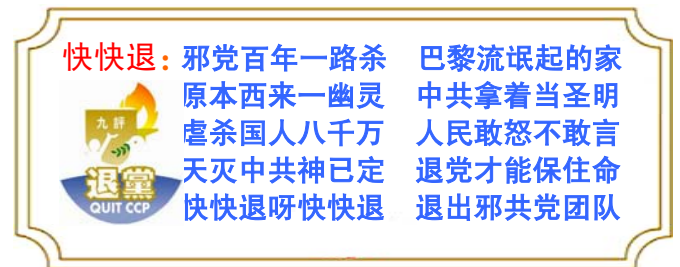 快快退：邪党百年一路杀 巴黎流氓起的家
原本西来一幽灵 中共拿着当圣明
虐杀国人八千万 人民敢怒不敢言
天灭中共神已定 退党才能保住命
快快退呀快快退 退出邪共党团队
九評
退黨
QUIT CCP